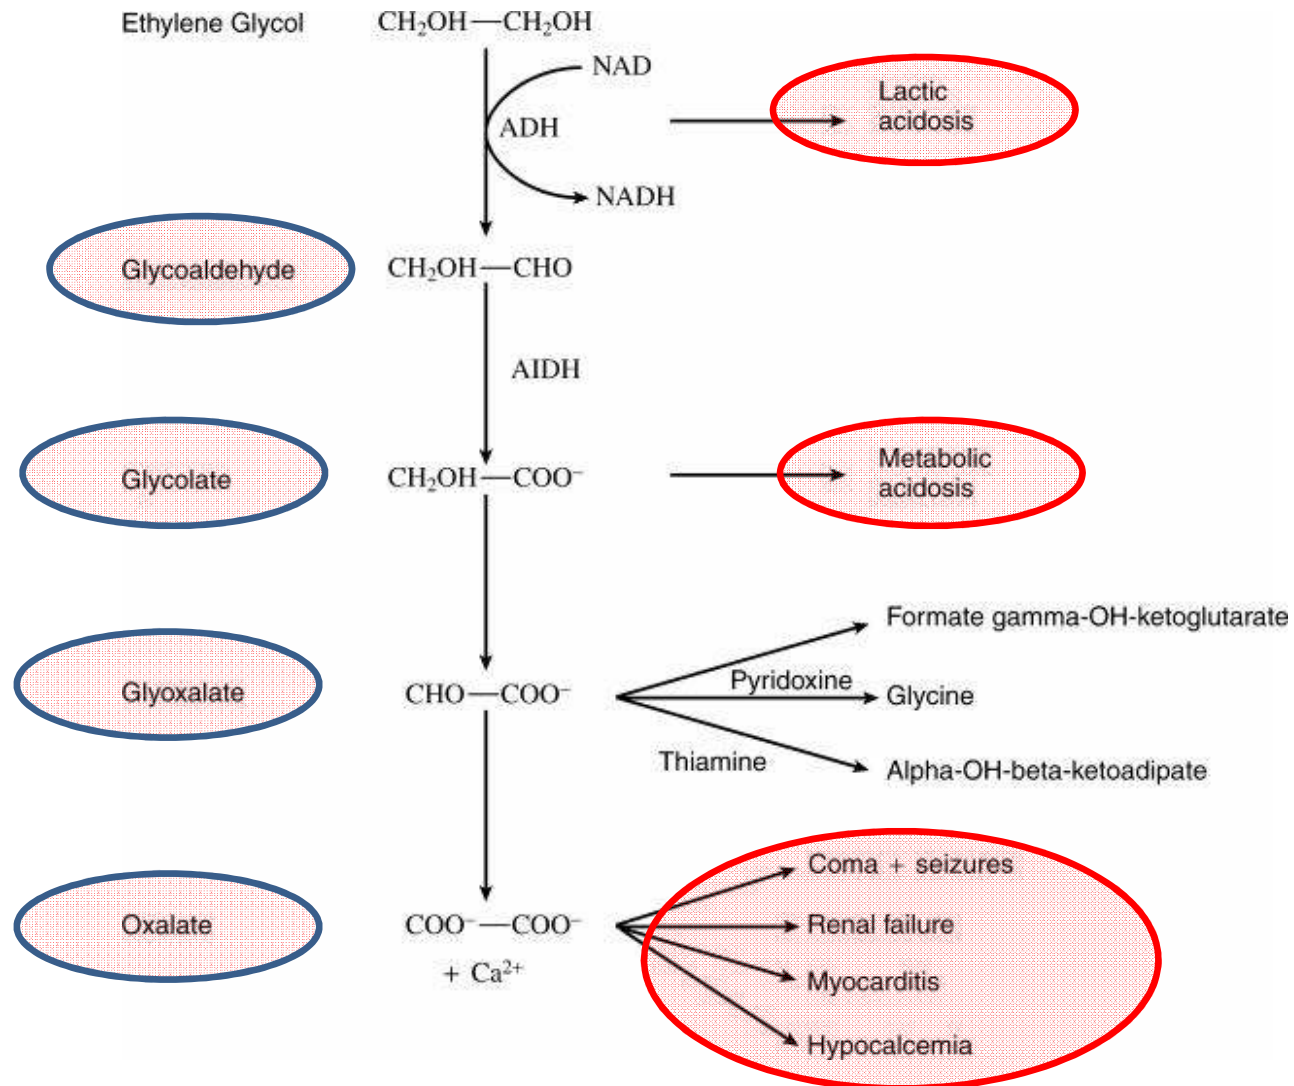 Ethylene Glycol
CH₂OH—CH₂OH
NAD
ADH
NADH
Lactic
acidosis
Glycoaldehyde
CH₂OH—CHO
AIDH
Glycolate
CH₂OH—COO⁻
Metabolic
acidosis
Glyoxalate
CHO—COO⁻
Formate gamma-OH-ketoglutarate
Pyridoxine
Glycine
Thiamine
Alpha-OH-beta-ketoadipate
Oxalate
COO⁻—COO⁻
+ Ca²⁺
Coma + seizures
Renal failure
Myocarditis
Hypocalcemia